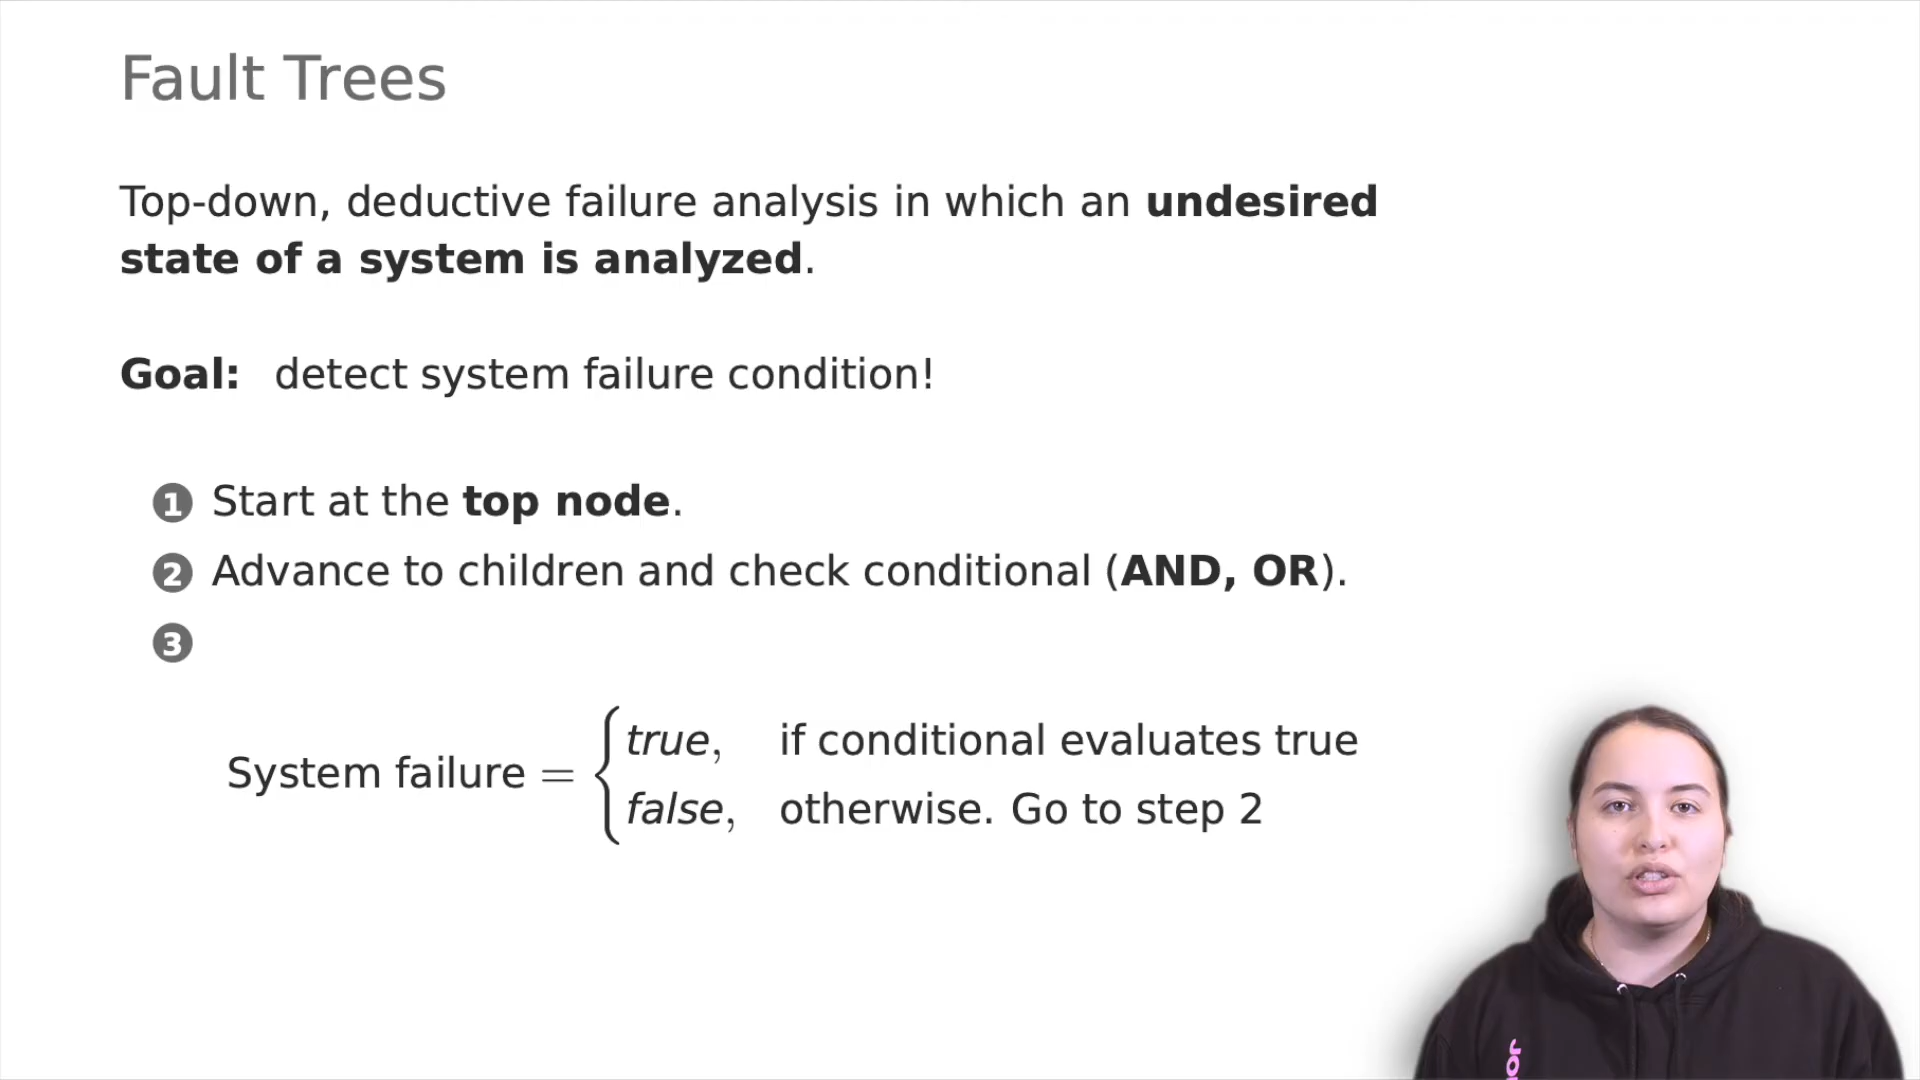 Fault Trees
Top-down, deductive failure analysis in which an undesired
state of a system is analyzed.
Goal: detect system failure condition!
1 Start at the top node.
2 Advance to children and check conditional (AND, OR).
3
System failure = { true, if conditional evaluates true
false, otherwise. Go to step 2